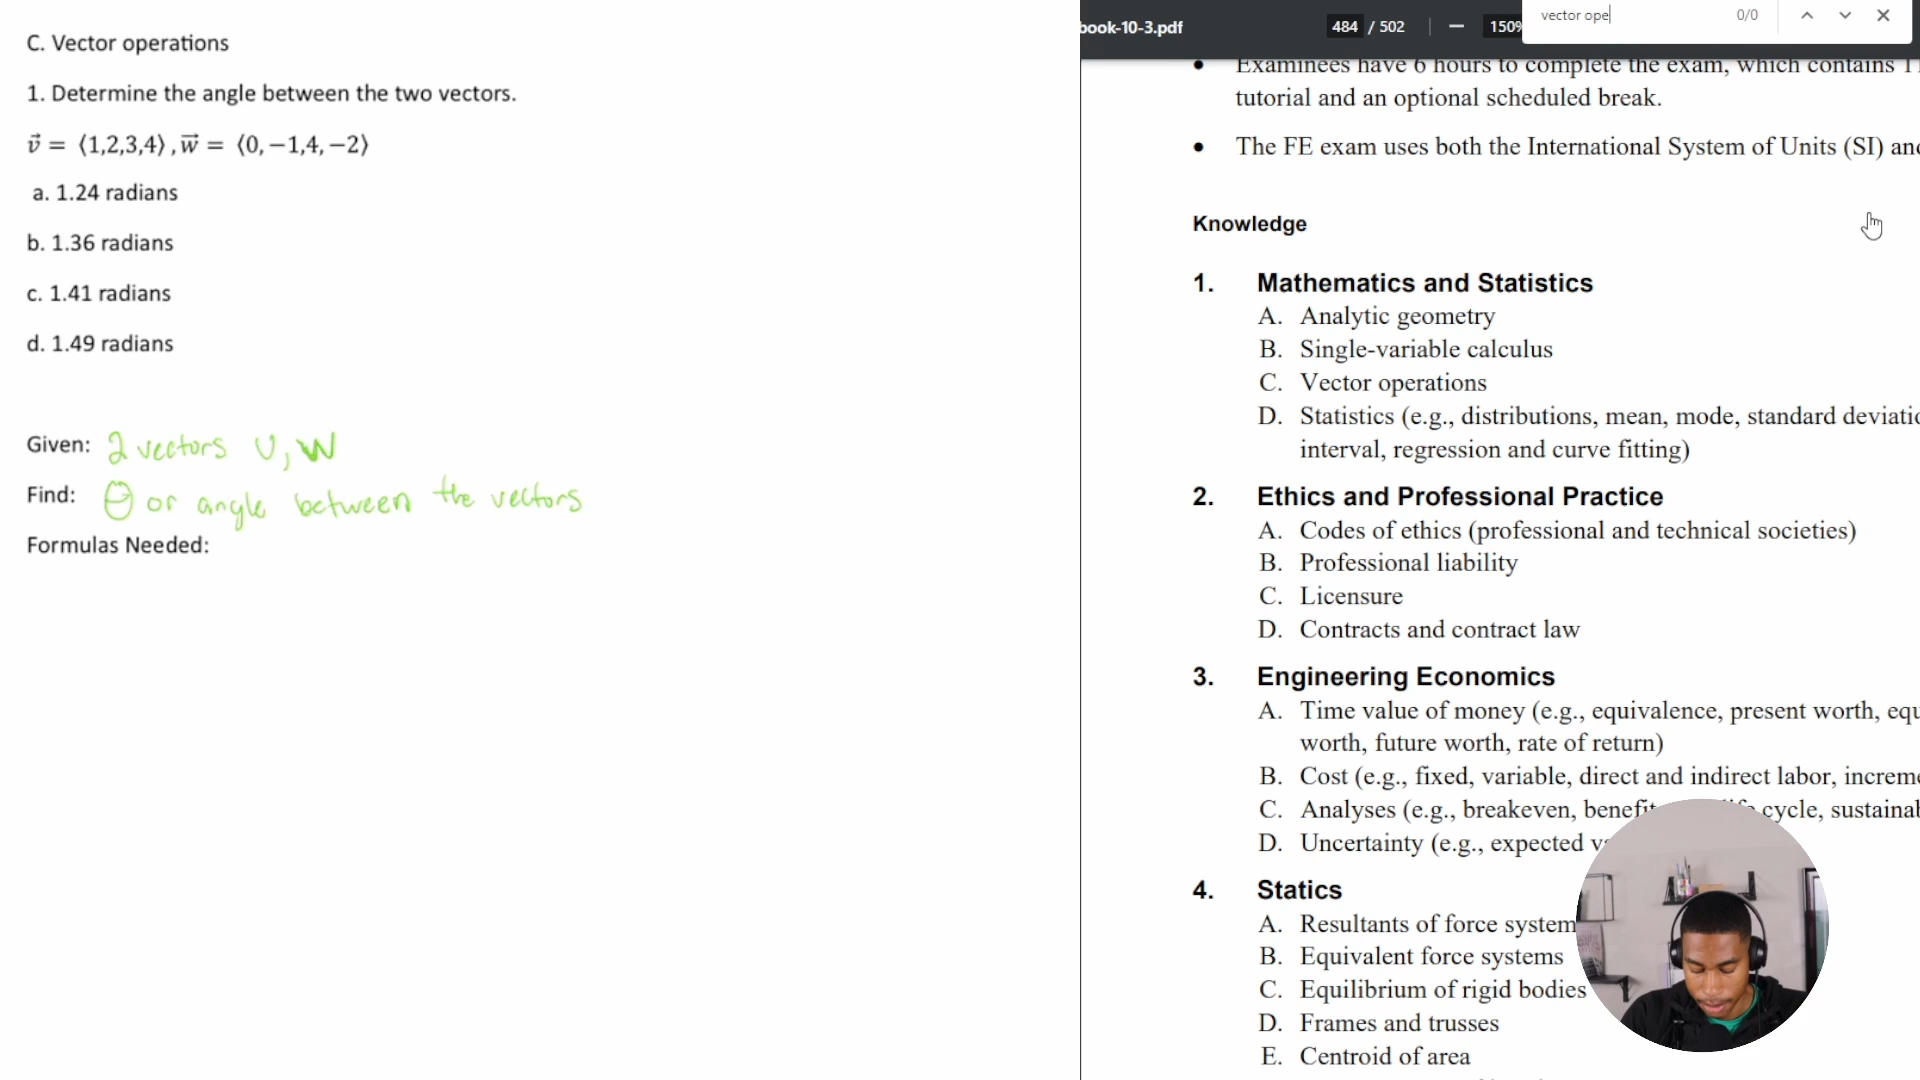 C. Vector operations
1. Determine the angle between the two vectors.
v⃗ = ⟨1,2,3,4⟩ , w⃗ = ⟨0, −1,4, −2⟩
a. 1.24 radians
b. 1.36 radians
c. 1.41 radians
d. 1.49 radians
Given: 2 vectors v, w
Find: θ or angle between the vectors
Formulas Needed:
book-10-3.pdf
484 / 502
150%
vector ope
0/0
• Examinees have 6 hours to complete the exam, which contains 11
tutorial and an optional scheduled break.
• The FE exam uses both the International System of Units (SI) and
Knowledge
1. Mathematics and Statistics
A. Analytic geometry
B. Single-variable calculus
C. Vector operations
D. Statistics (e.g., distributions, mean, mode, standard deviatio
interval, regression and curve fitting)
2. Ethics and Professional Practice
A. Codes of ethics (professional and technical societies)
B. Professional liability
C. Licensure
D. Contracts and contract law
3. Engineering Economics
A. Time value of money (e.g., equivalence, present worth, equ
worth, future worth, rate of return)
B. Cost (e.g., fixed, variable, direct and indirect labor, increme
C. Analyses (e.g., breakeven, benefit cycle, sustainab
D. Uncertainty (e.g., expected
4. Statics
A. Resultants of force system
B. Equivalent force systems
C. Equilibrium of rigid bodies
D. Frames and trusses
E. Centroid of area